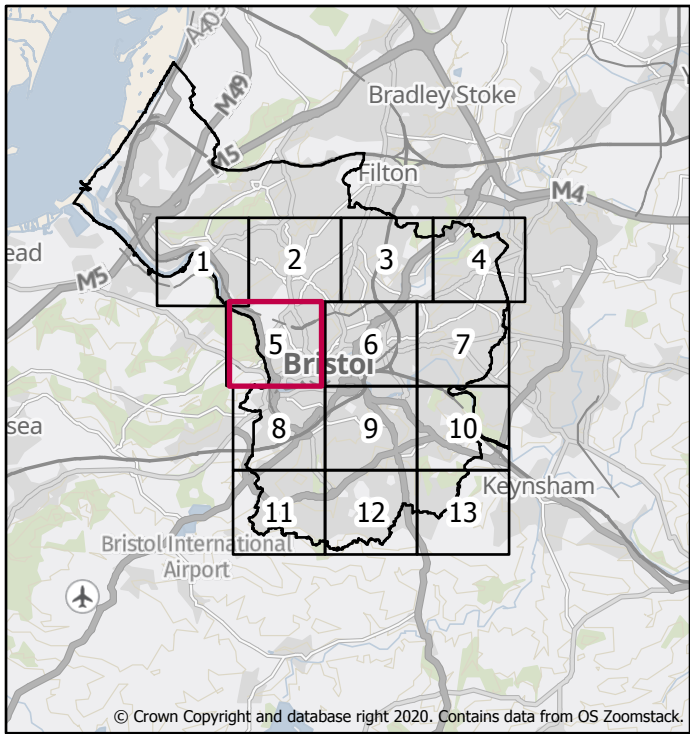 A403
M49
Bradley Stoke
M5
Filton
M4
ead
M5
1
2
3
4
5
6
7
Bristol
sea
8
9
10
Keynsham
11
12
13
Bristol International
Airport
© Crown Copyright and database right 2020. Contains data from OS Zoomstack.